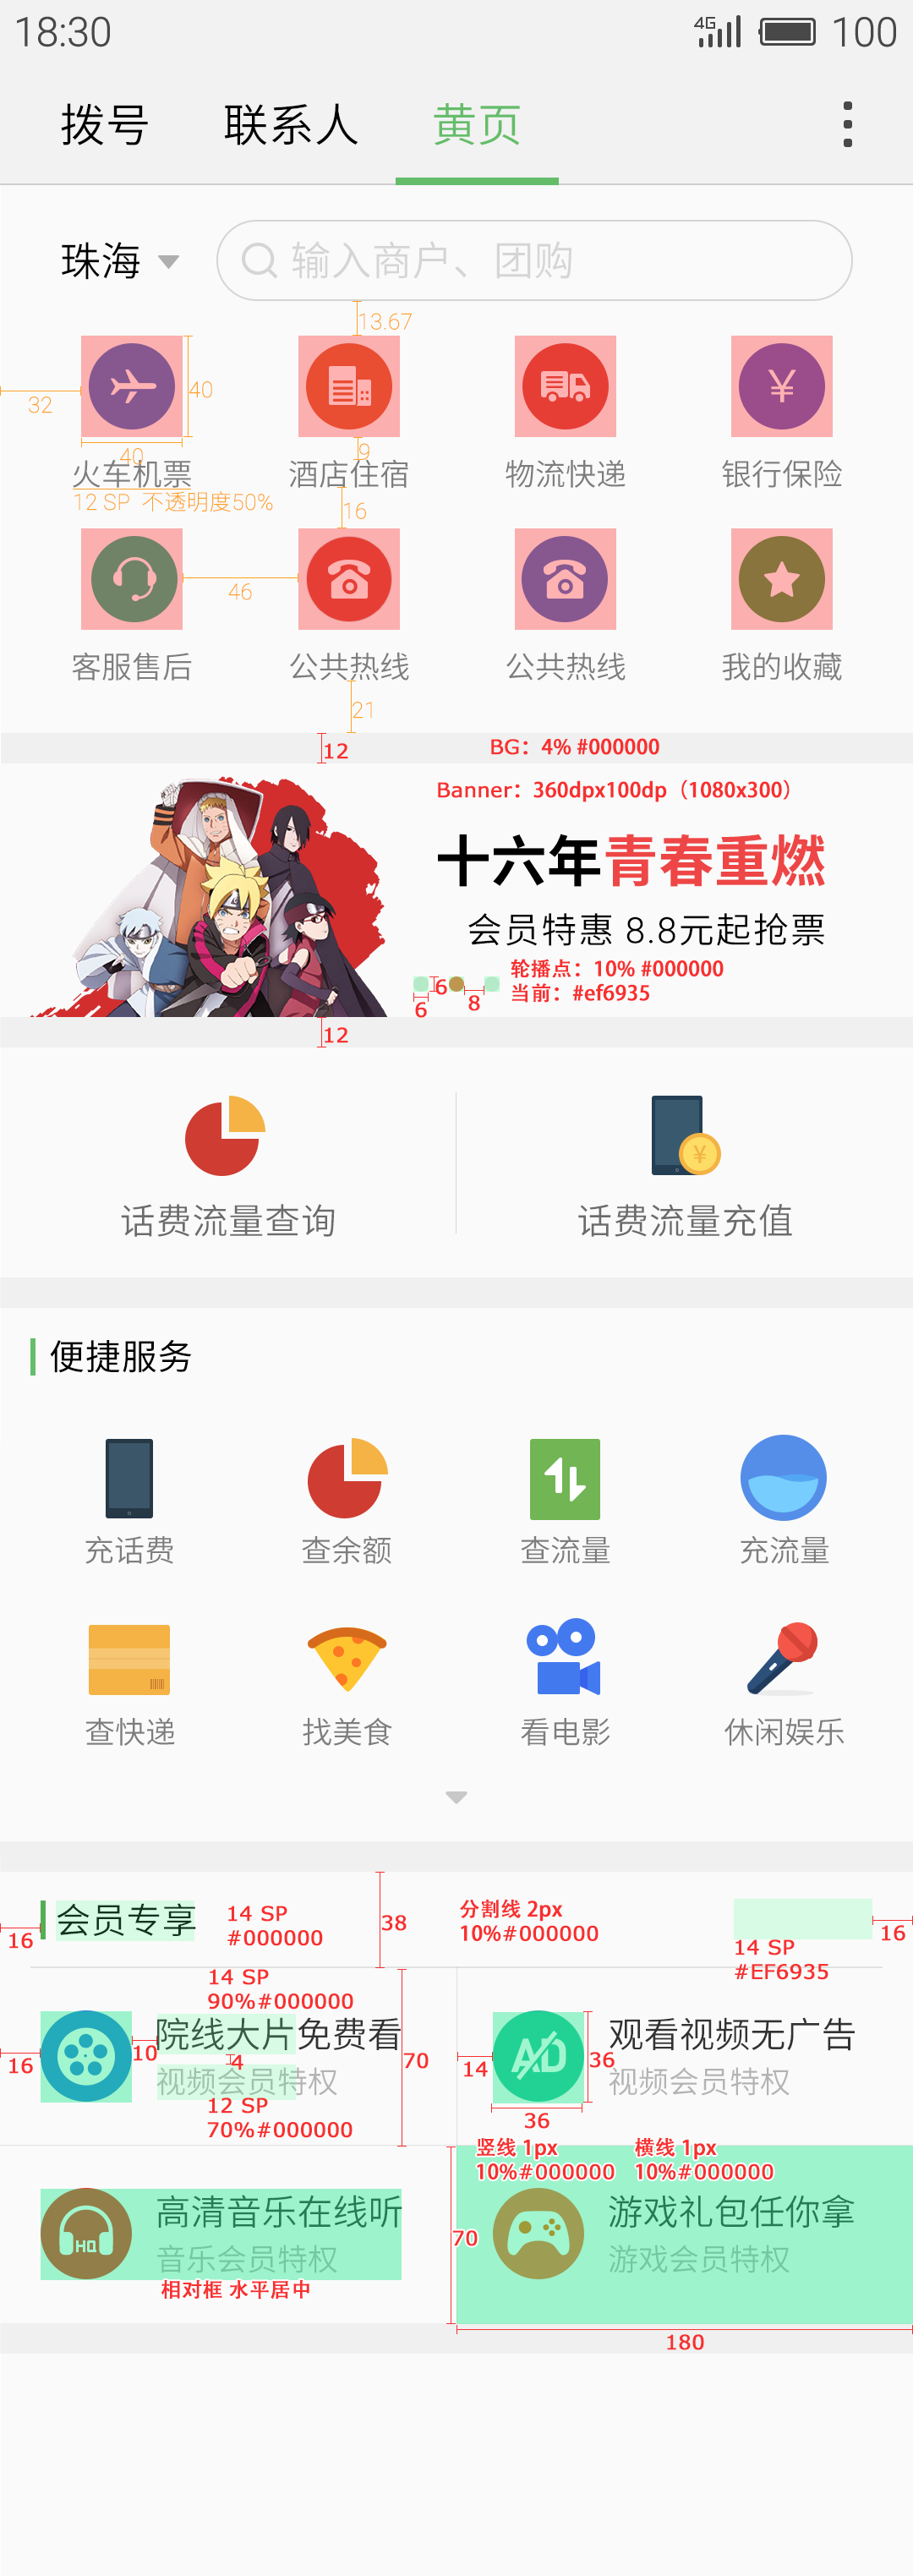 18:30 4G 100
拨号 联系人 黄页
珠海 输入商户、团购
13.67
32 40
40 9
火车机票 酒店住宿 物流快递 银行保险
12 SP 不透明度50%
16
46
客服售后 公共热线 公共热线 我的收藏
21
12 BG：4% #000000
Banner：360dpx100dp（1080x300）
十六年青春重燃
会员特惠 8.8元起抢票
轮播点：10% #000000
当前：#ef6935
6 6 8
12
话费流量查询 话费流量充值
便捷服务
充话费 查余额 查流量 充流量
查快递 找美食 看电影 休闲娱乐
会员专享
16
14 SP
#000000
38
分割线 2px
10%#000000
16
14 SP
#EF6935
14 SP
90%#000000
院线大片免费看 观看视频无广告
16 10 4 70 14 36
视频会员特权 视频会员特权
12 SP
70%#000000
36
竖线 1px 横线 1px
10%#000000 10%#000000
高清音乐在线听 游戏礼包任你拿
HQ
70
音乐会员特权 游戏会员特权
相对框 水平居中
180